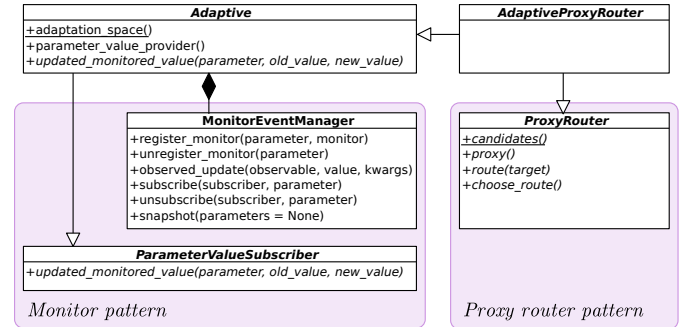 Adaptive
+adaptation_space()
+parameter_value_provider()
+updated_monitored_value(parameter, old_value, new_value)
AdaptiveProxyRouter
MonitorEventManager
+register_monitor(parameter, monitor)
+unregister_monitor(parameter)
+observed_update(observable, value, kwargs)
+subscribe(subscriber, parameter)
+unsubscribe(subscriber, parameter)
+snapshot(parameters = None)
ProxyRouter
+candidates()
+proxy()
+route(target)
+choose_route()
ParameterValueSubscriber
+updated_monitored_value(parameter, old_value, new_value)
Monitor pattern
Proxy router pattern